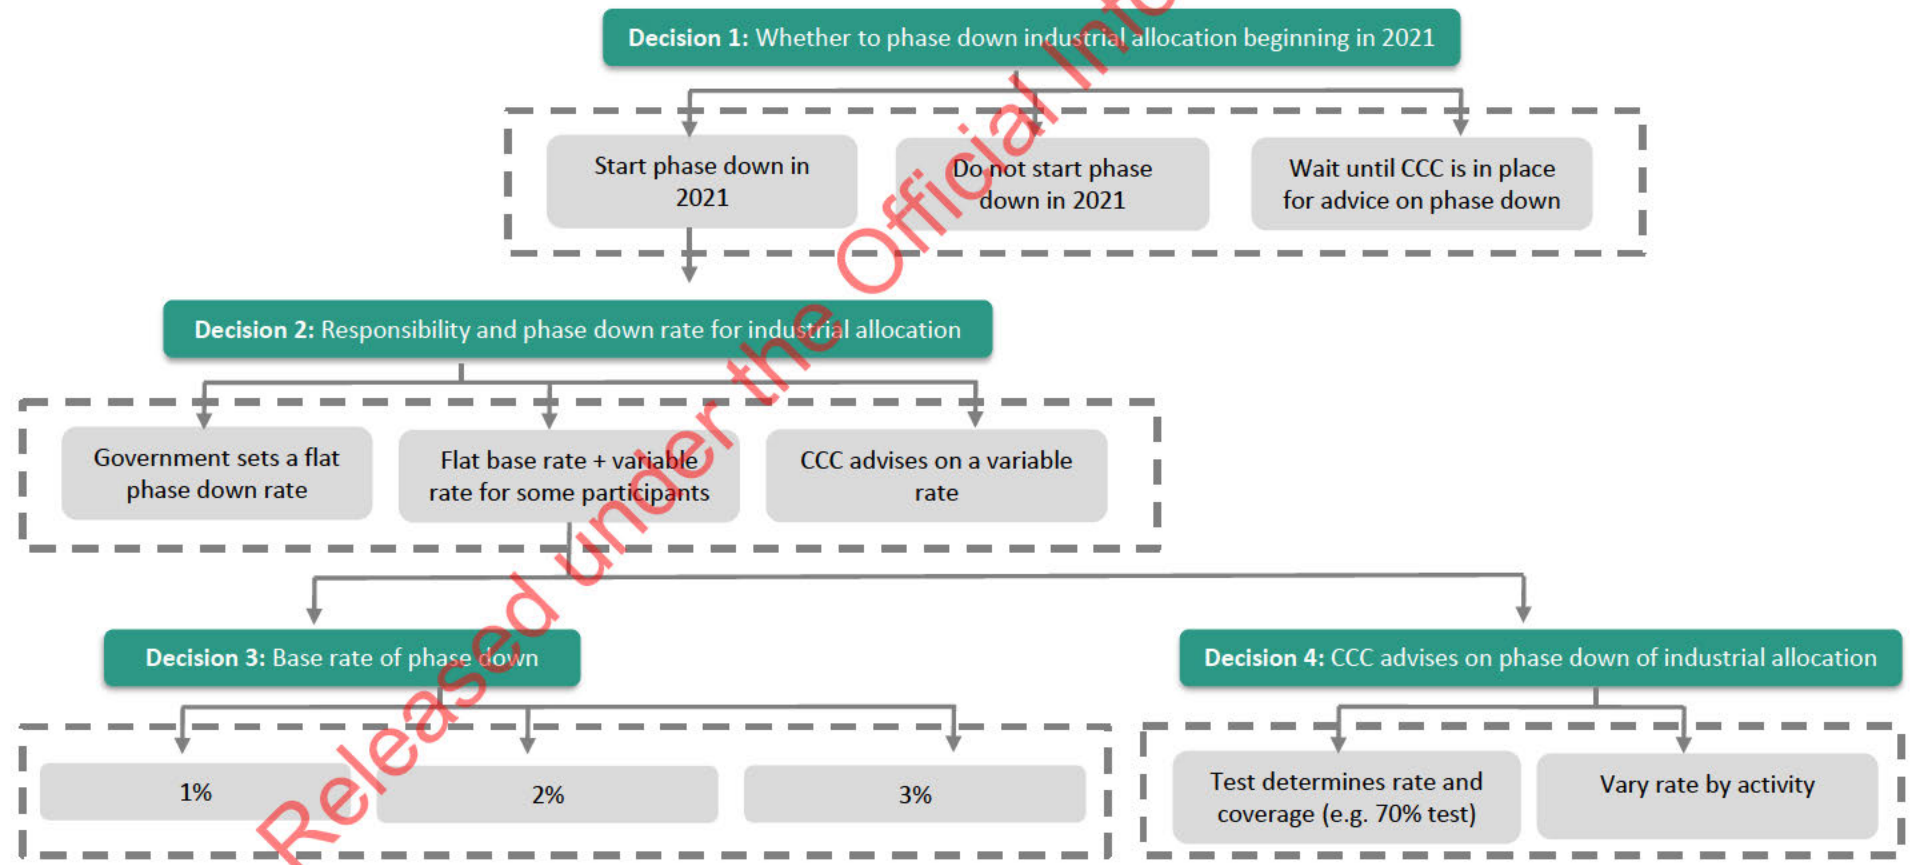 Decision 1: Whether to phase down industrial allocation beginning in 2021
Start phase down in
2021
Do not start phase
down in 2021
Wait until CCC is in place
for advice on phase down
Decision 2: Responsibility and phase down rate for industrial allocation
Government sets a flat
phase down rate
Flat base rate + variable
rate for some participants
CCC advises on a variable
rate
Decision 3: Base rate of phase down
1%
2%
3%
Decision 4: CCC advises on phase down of industrial allocation
Test determines rate and
coverage (e.g. 70% test)
Vary rate by activity
Released under the Official